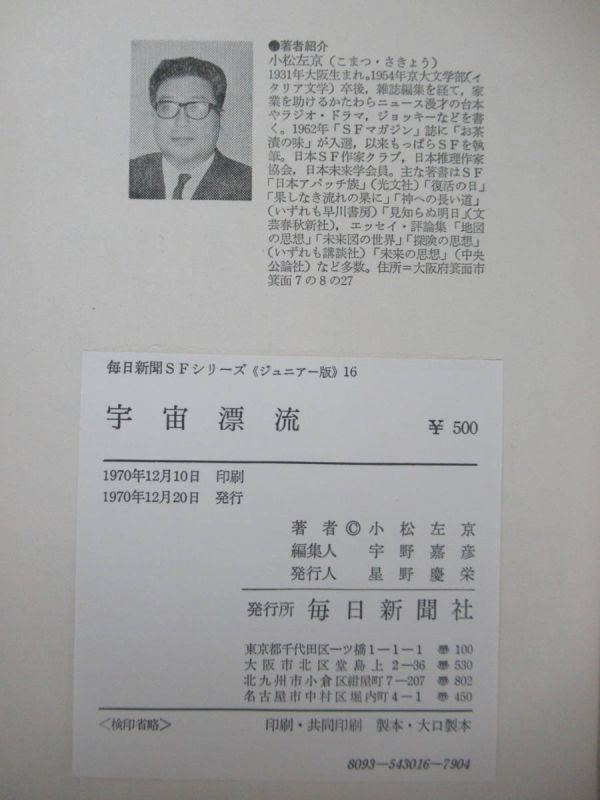 ●著者紹介
小松左京（こまつ・さきょう）
1931年大阪生まれ。1954年京大文学部（イ
タリア文学）卒後，雑誌編集を経て，家
業を助けるかたわらニュース漫才の台本
やラジオ・ドラマ，ジョッキーなどを書
く。1962年「ＳＦマガジン」誌に「お茶
漬の味」が入選，以来もっぱらＳＦを執
筆。日本ＳＦ作家クラブ，日本推理作家
協会，日本未来学会員。主な著書はＳＦ
「日本アパッチ族」（光文社）「復活の日」
「果しなき流れの果に」「神への長い道」
（いずれも早川書房）「見知らぬ明日」（文
芸春秋新社），エッセイ・評論集「地図
の思想」「未来図の世界」「探険の思想」
（いずれも講談社）「未来の思想」（中央
公論社）など多数。住所＝大阪府箕面市
箕面７の８の27
毎日新聞ＳＦシリーズ《ジュニアー版》16
宇宙漂流 ￥500
1970年12月10日 印刷
1970年12月20日 発行
著者 © 小松左京
編集人 宇野嘉彦
発行人 星野慶栄
発行所 毎日新聞社
東京都千代田区一ツ橋１－１－１ 〠100
大阪市北区堂島上２－36 〠530
北九州市小倉区紺屋町７－207 〠802
名古屋市中村区堀内町４－１ 〠450
＜検印省略＞ 印刷・共同印刷 製本・大口製本
8093―543016―7904